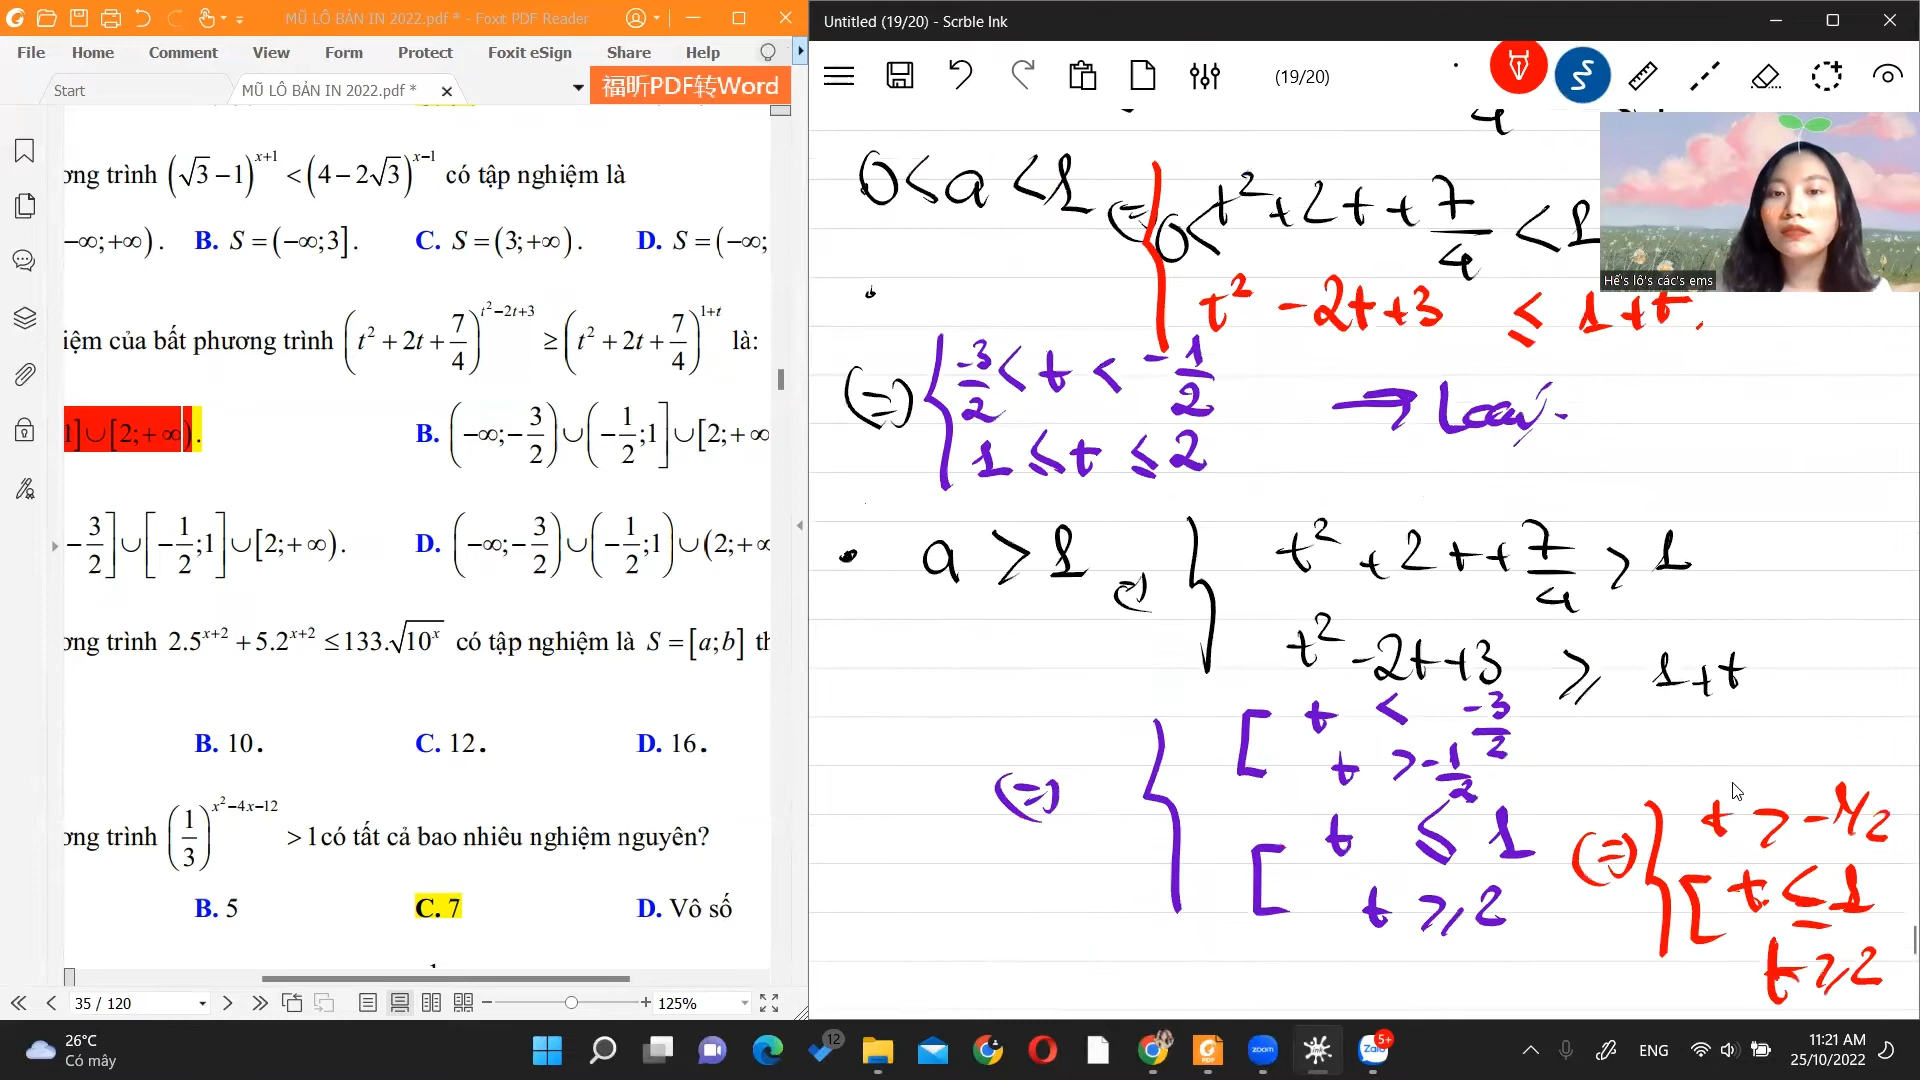 MŨ LÔ BẢN IN 2022.pdf * - Foxit PDF Reader
File Home Comment View Form Protect Foxit eSign Share Help
Start
MŨ LÔ BẢN IN 2022.pdf *
福昕PDF转Word
ơng trình (√3 − 1)^(x+1) < (4 − 2√3)^(x−1) có tập nghiệm là
−∞;+∞). B. S = (−∞;3]. C. S = (3;+∞). D. S = (−∞;
iệm của bất phương trình (t² + 2t + 7/4)^(t²−2t+3) ≥ (t² + 2t + 7/4)^(1+t) là:
1] ∪ [2;+∞). B. (−∞;−3/2) ∪ (−1/2;1] ∪ [2;+∞
−3/2] ∪ [−1/2;1] ∪ [2;+∞). D. (−∞;−3/2) ∪ (−1/2;1) ∪ (2;+∞
ơng trình 2.5^(x+2) + 5.2^(x+2) ≤ 133.√(10^x) có tập nghiệm là S = [a;b] th
B. 10. C. 12. D. 16.
ơng trình (1/3)^(x²−4x−12) > 1 có tất cả bao nhiêu nghiệm nguyên?
B. 5 C. 7 D. Vô số
35 / 120
125%
Untitled (19/20) - Scrble Ink
(19/20)
4
0 < a < 1 (=) 0 < t² + 2t + 7/4 < 1
t² − 2t + 3 ≤ 1 + t.
(=) { −3/2 < t < −1/2 → Loại.
1 ≤ t ≤ 2
• a > 1 (=) { t² + 2t + 7/4 > 1
t² − 2t + 3 ≥ 1 + t
(=) { [ t < −3/2
t > −1/2
[ t ≤ 1
t ≥ 2
(=) { t > −1/2
[ t ≤ 1
t ≥ 2
Hế's lô's các's ems
26°C
Có mây
12
zoom
Zalo
5+
PDF
ENG
11:21 AM
25/10/2022